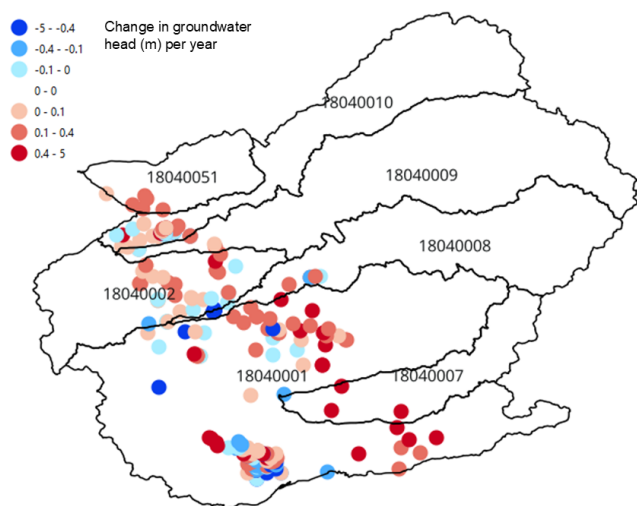 -5 - -0.4
-0.4 - -0.1
-0.1 - 0
0 - 0
0 - 0.1
0.1 - 0.4
0.4 - 5
Change in groundwater
head (m) per year
18040010
18040051
18040009
18040008
18040002
18040001
18040007